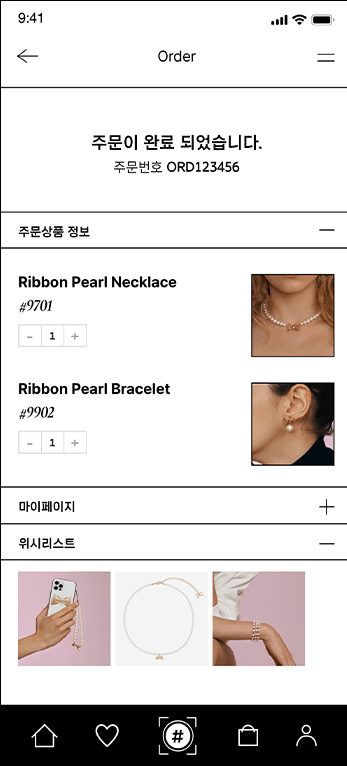 9:41
Order
주문이 완료 되었습니다.
주문번호 ORD123456
주문상품 정보
Ribbon Pearl Necklace
#9701
- 1 +
Ribbon Pearl Bracelet
#9902
- 1 +
마이페이지
위시리스트
#